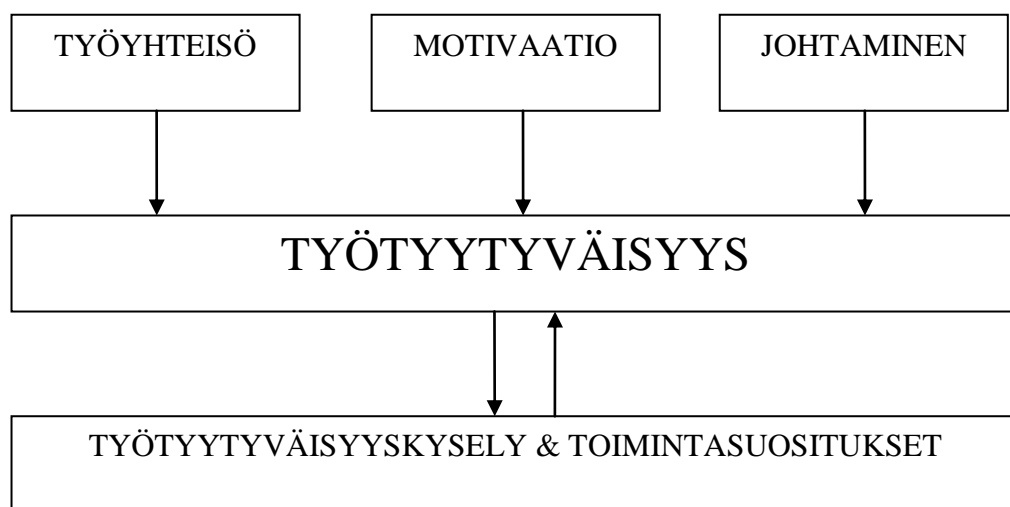 TYÖYHTEISÖ
MOTIVAATIO
JOHTAMINEN
TYÖTYYTYVÄISYYS
TYÖTYYTYVÄISYYSKYSELY & TOIMINTASUOSITUKSET